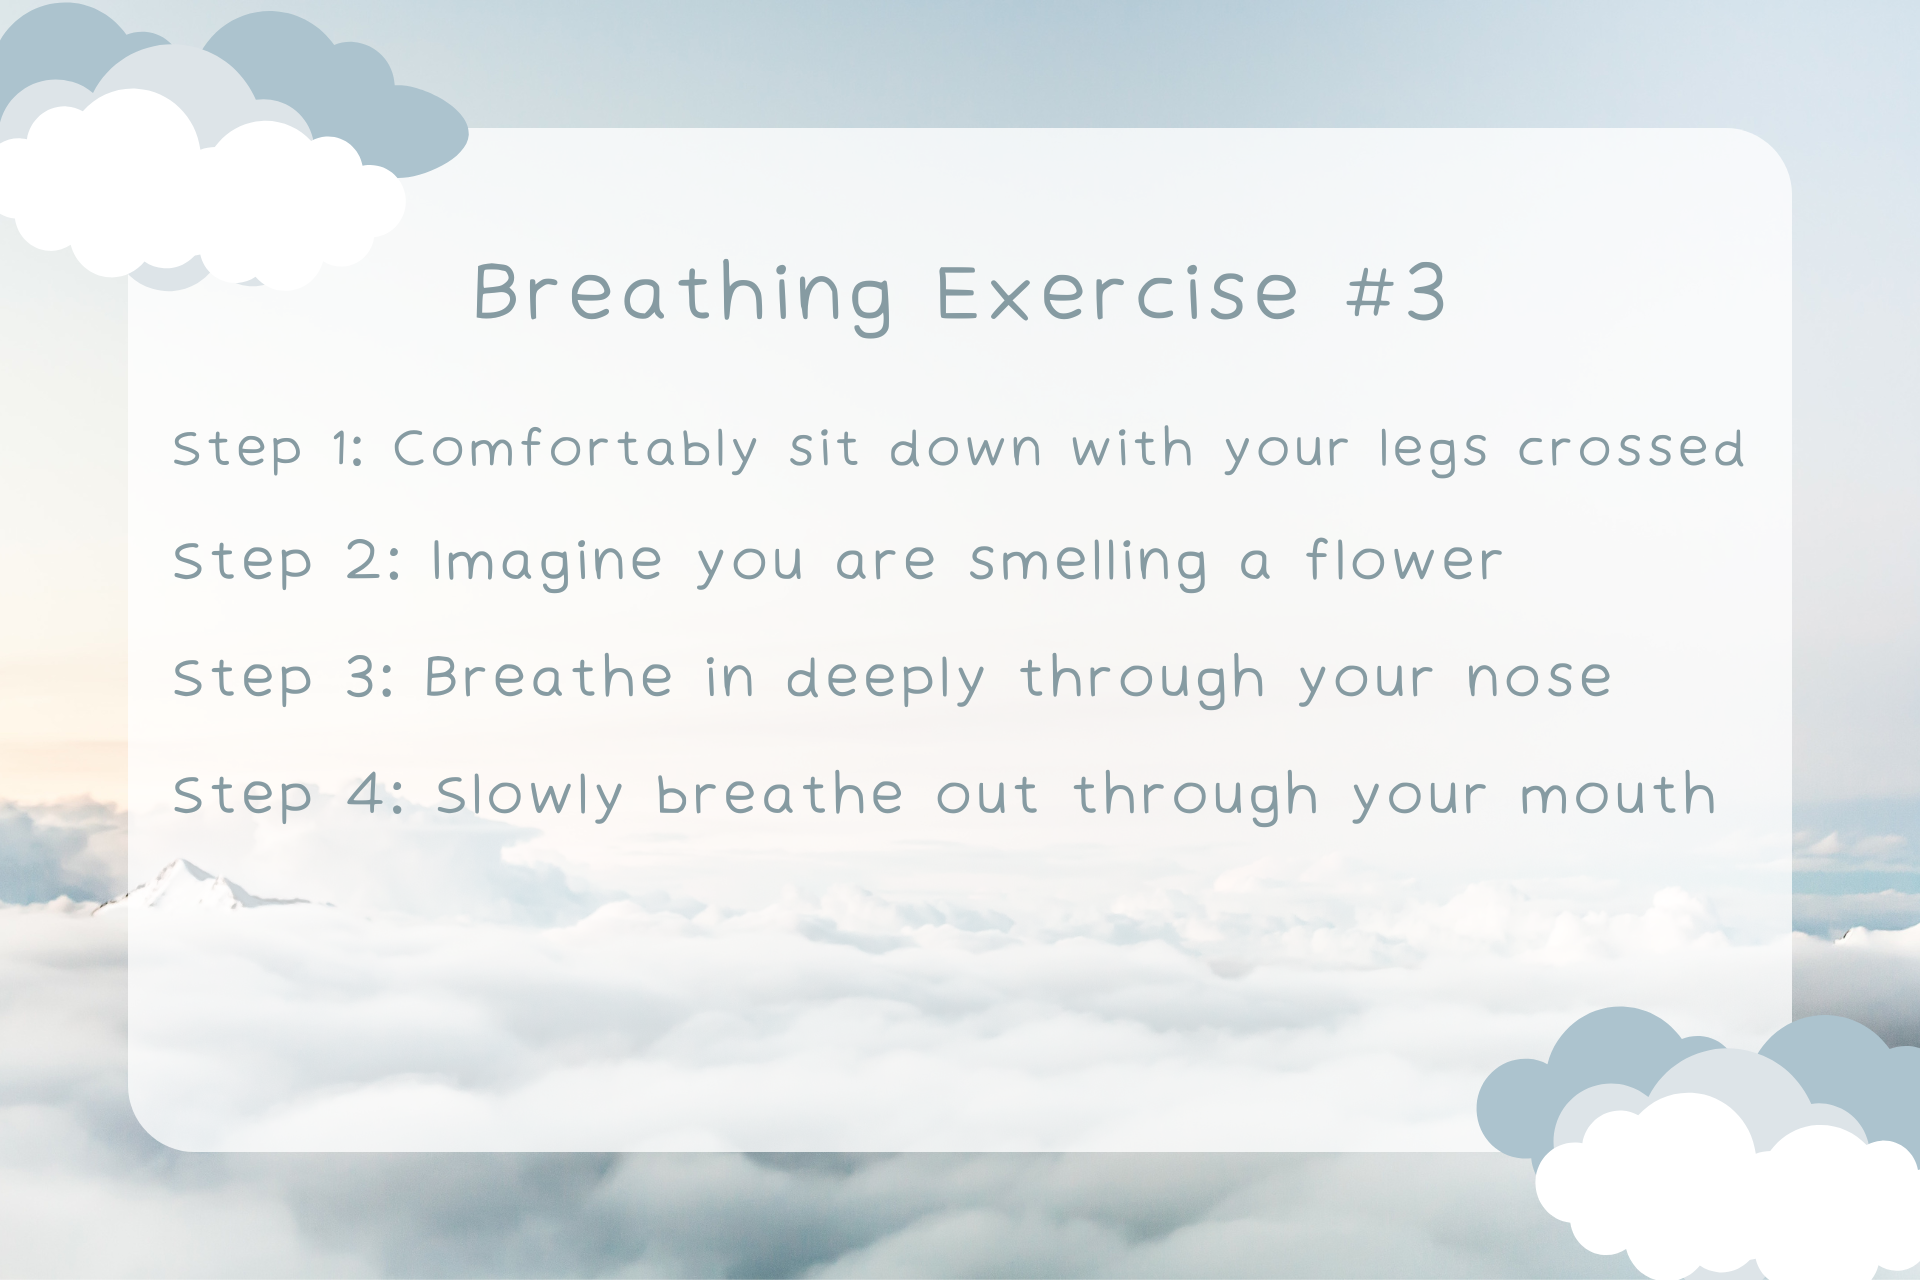 Breathing Exercise #3
Step 1: Comfortably sit down with your legs crossed
Step 2: Imagine you are smelling a flower
Step 3: Breathe in deeply through your nose
Step 4: Slowly breathe out through your mouth